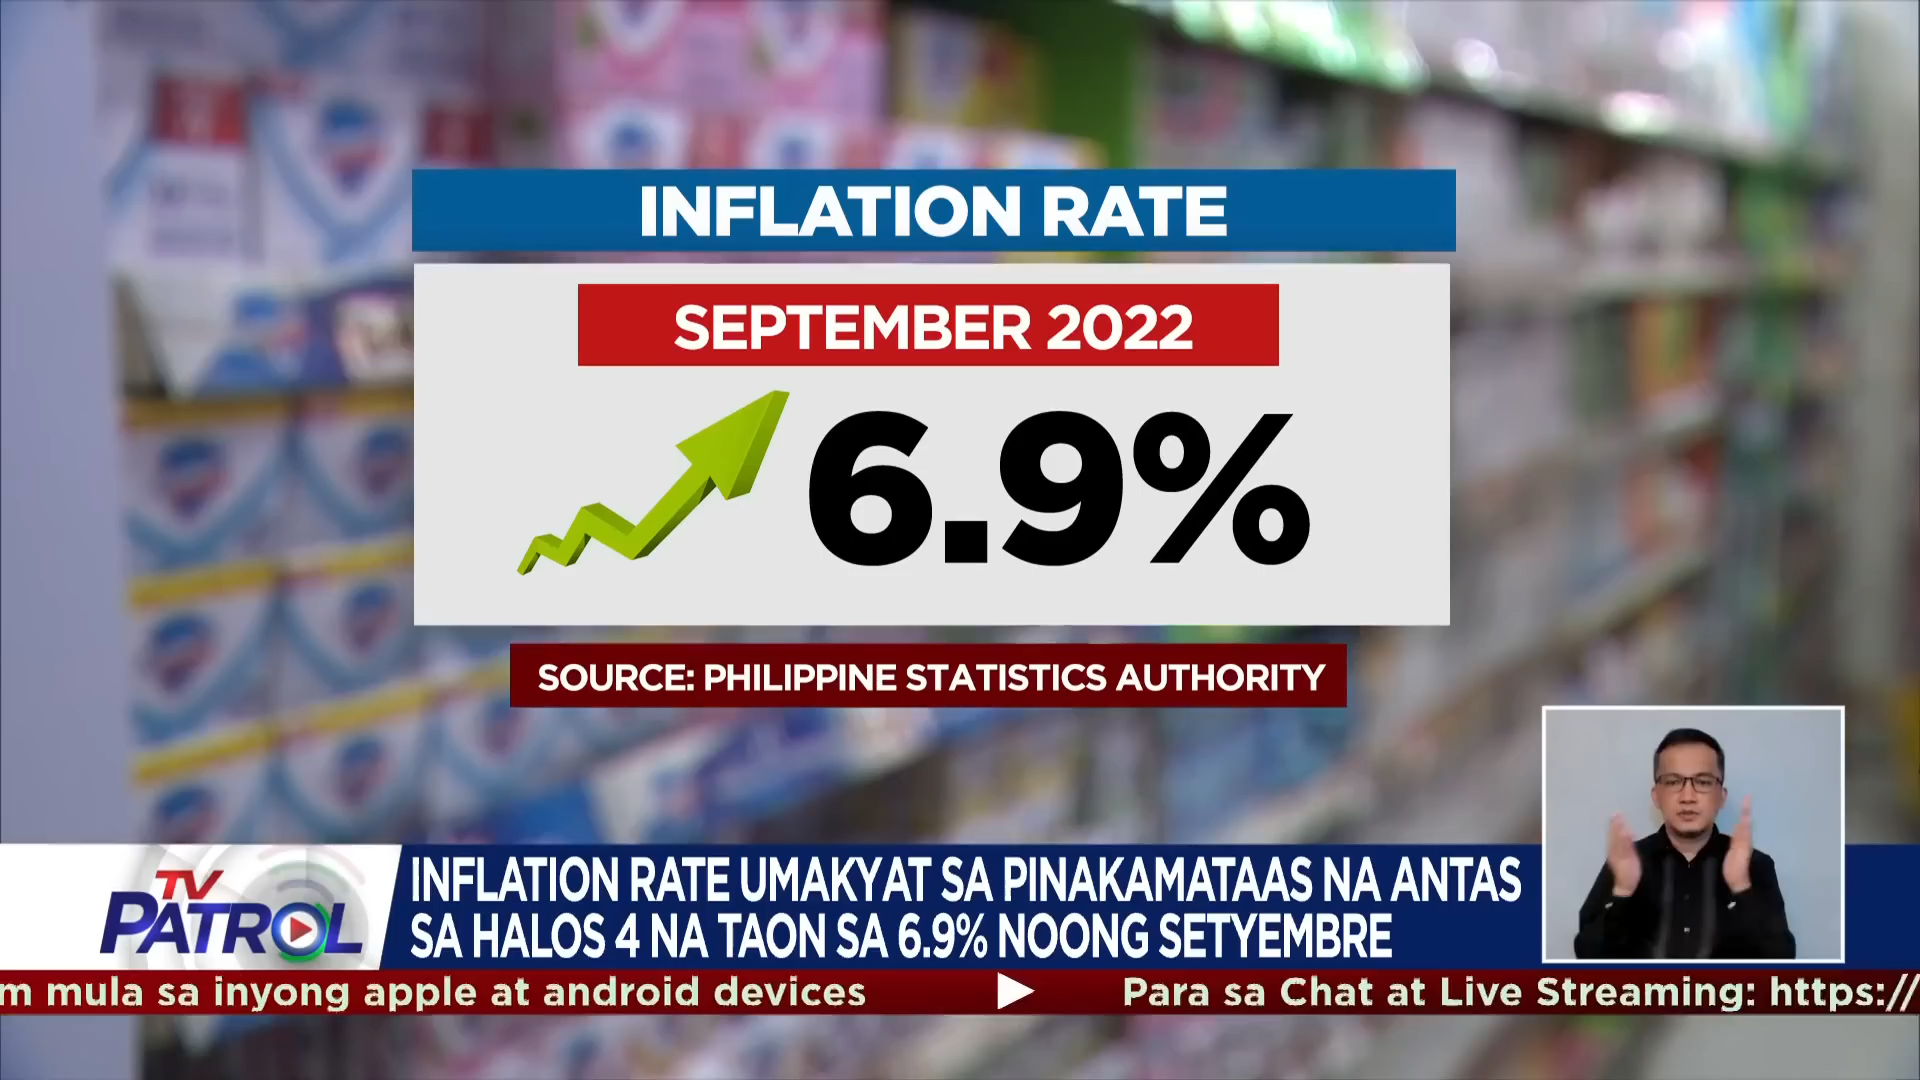 INFLATION RATE
SEPTEMBER 2022
6.9%
SOURCE: PHILIPPINE STATISTICS AUTHORITY
TV
PATROL
INFLATION RATE UMAKYAT SA PINAKAMATAAS NA ANTAS
SA HALOS 4 NA TAON SA 6.9% NOONG SETYEMBRE
m mula sa inyong apple at android devices
Para sa Chat at Live Streaming: https://